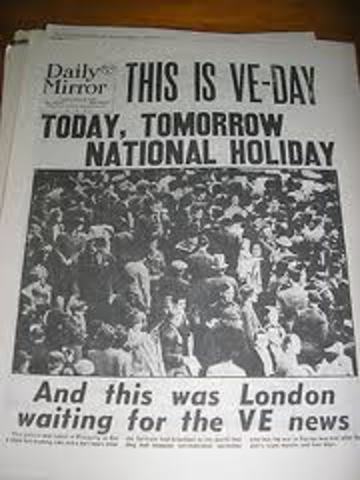 Daily
Mirror
THIS IS VE-DAY
TODAY, TOMORROW
NATIONAL HOLIDAY
And this was London
waiting for the VE news